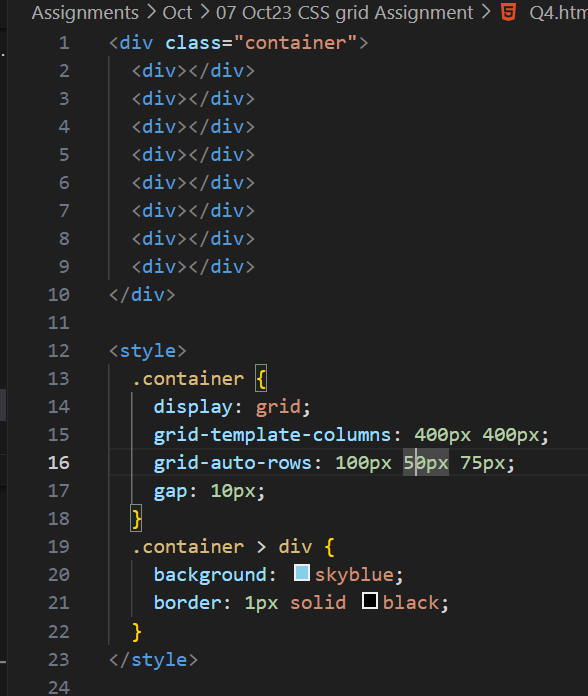 Assignments > Oct > 07 Oct23 CSS grid Assignment > Q4.htm
1 <div class="container">
2 <div></div>
3 <div></div>
4 <div></div>
5 <div></div>
6 <div></div>
7 <div></div>
8 <div></div>
9 <div></div>
10 </div>
11
12 <style>
13 .container {
14 display: grid;
15 grid-template-columns: 400px 400px;
16 grid-auto-rows: 100px 50px 75px;
17 gap: 10px;
18 }
19 .container > div {
20 background: skyblue;
21 border: 1px solid black;
22 }
23 </style>
24